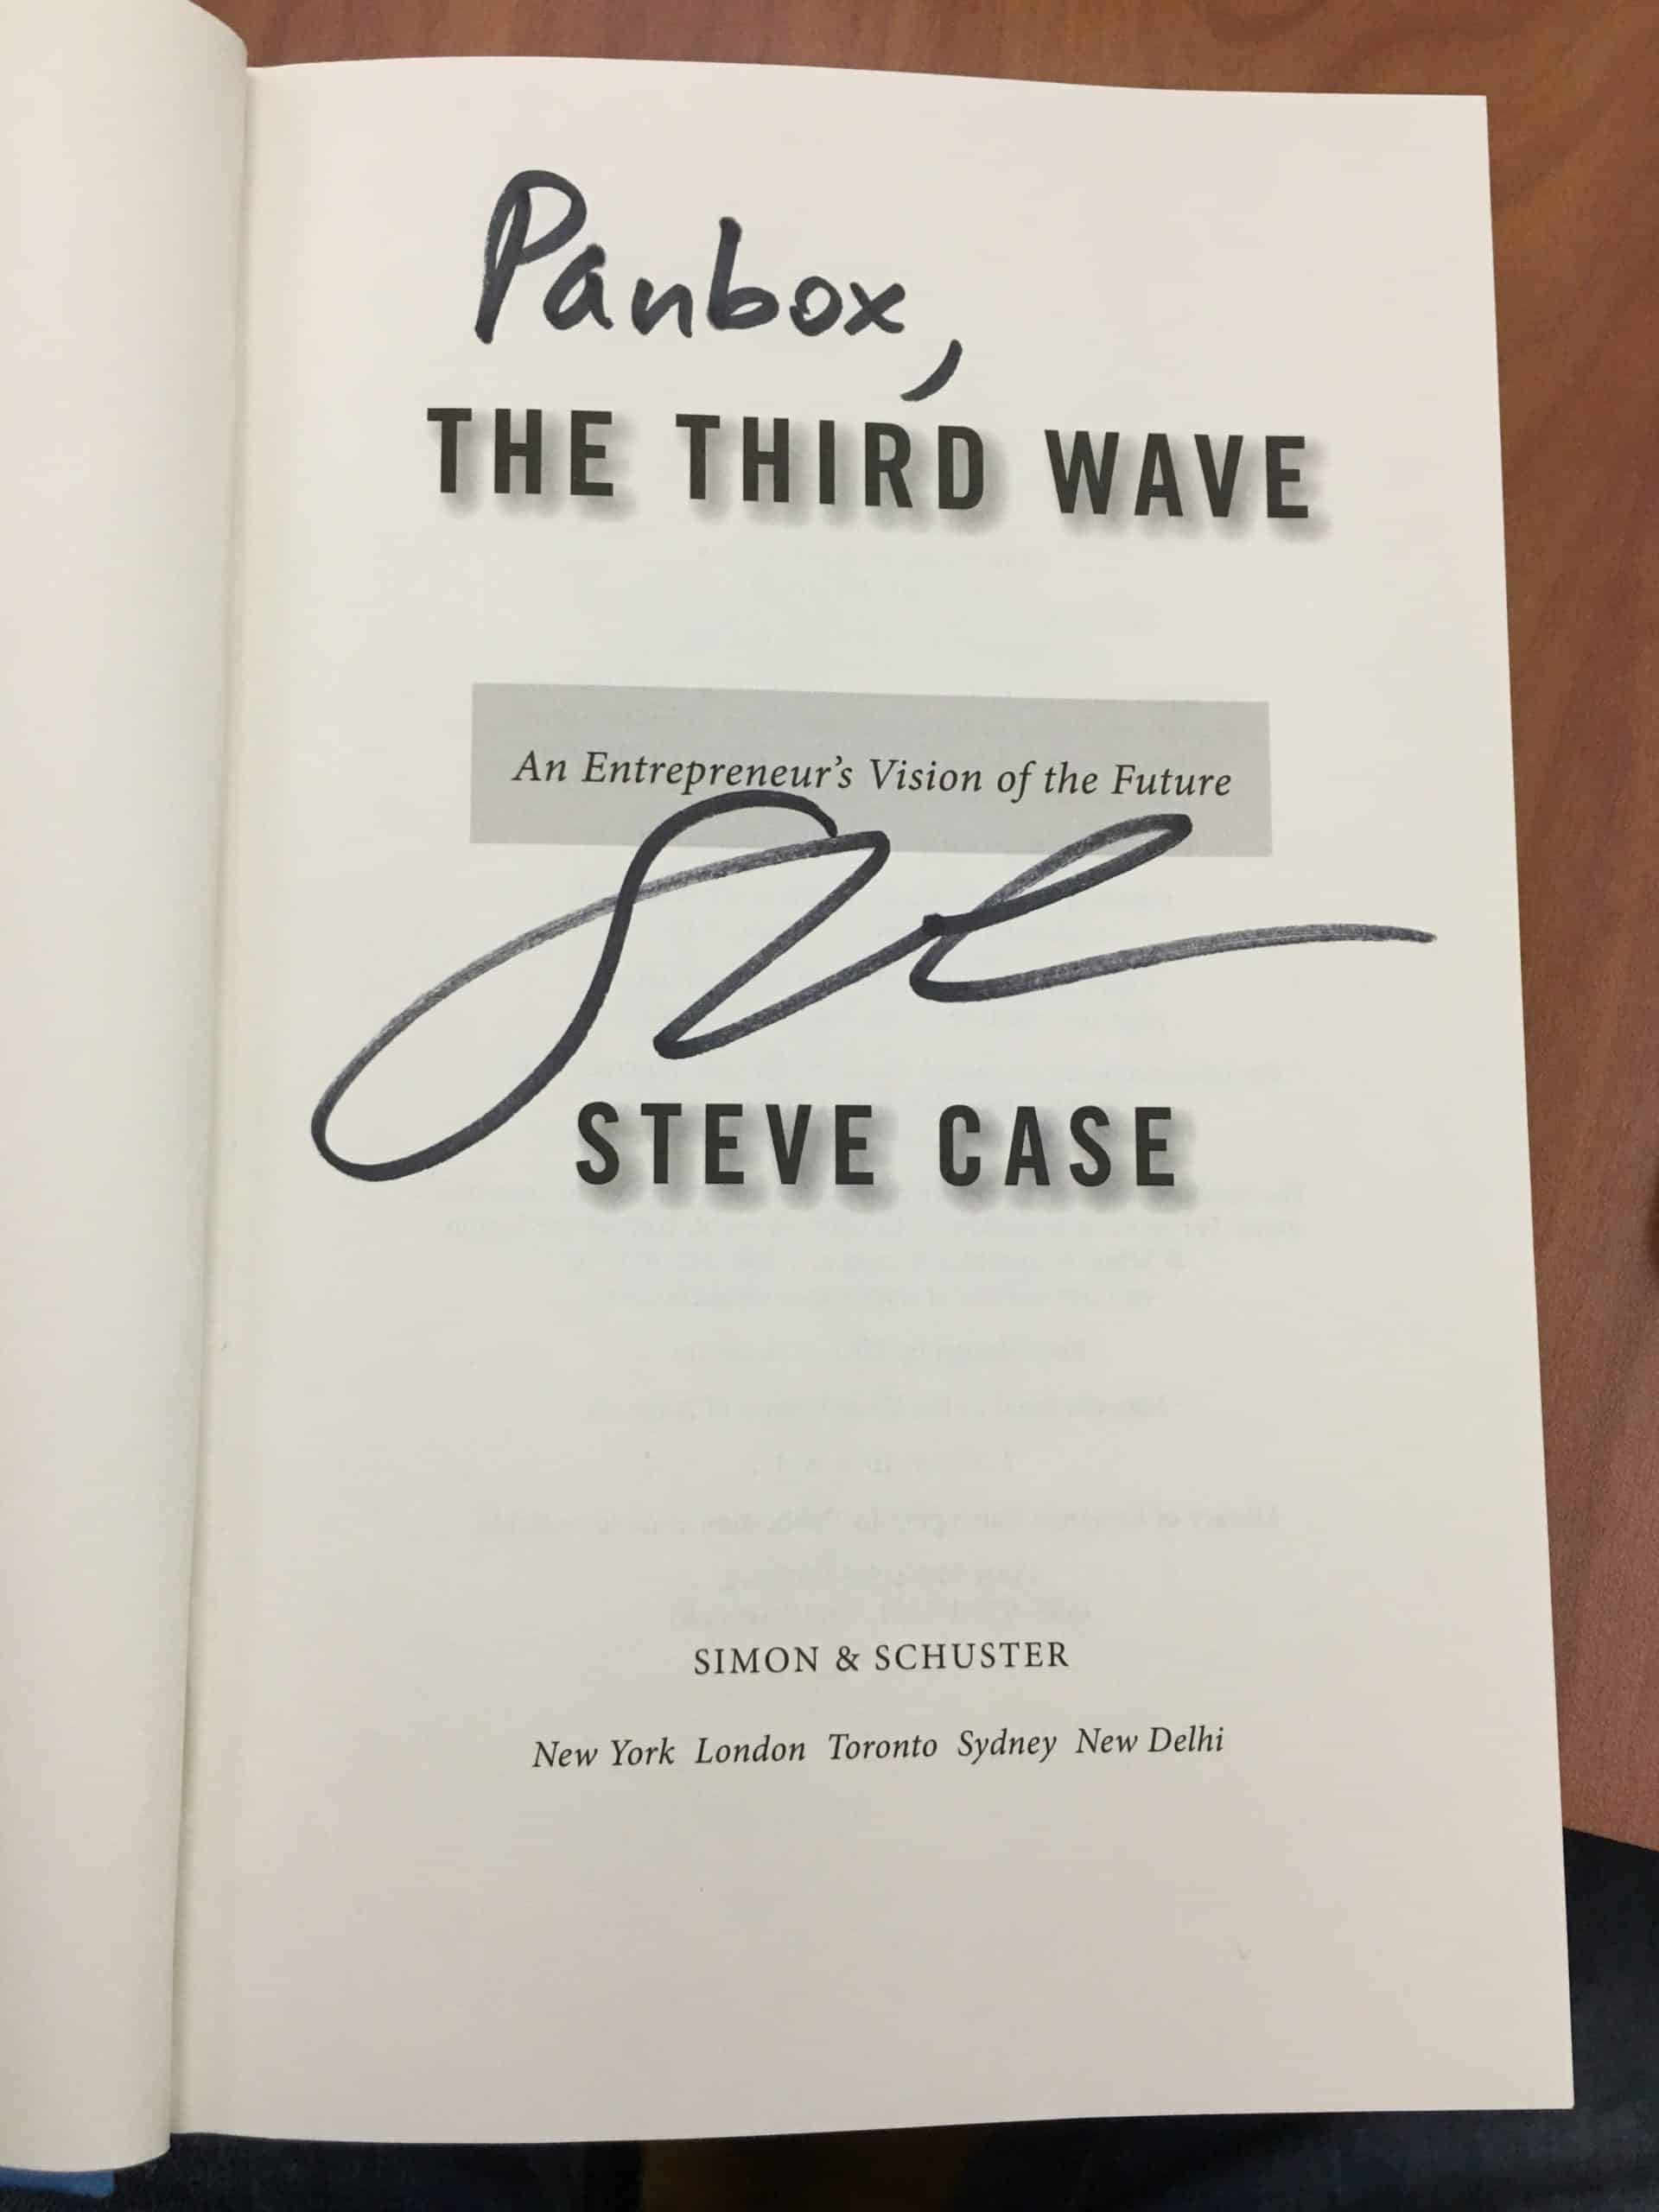 Panbox,
THE THIRD WAVE
An Entrepreneur's Vision of the Future
STEVE CASE
SIMON & SCHUSTER
New York London Toronto Sydney New Delhi